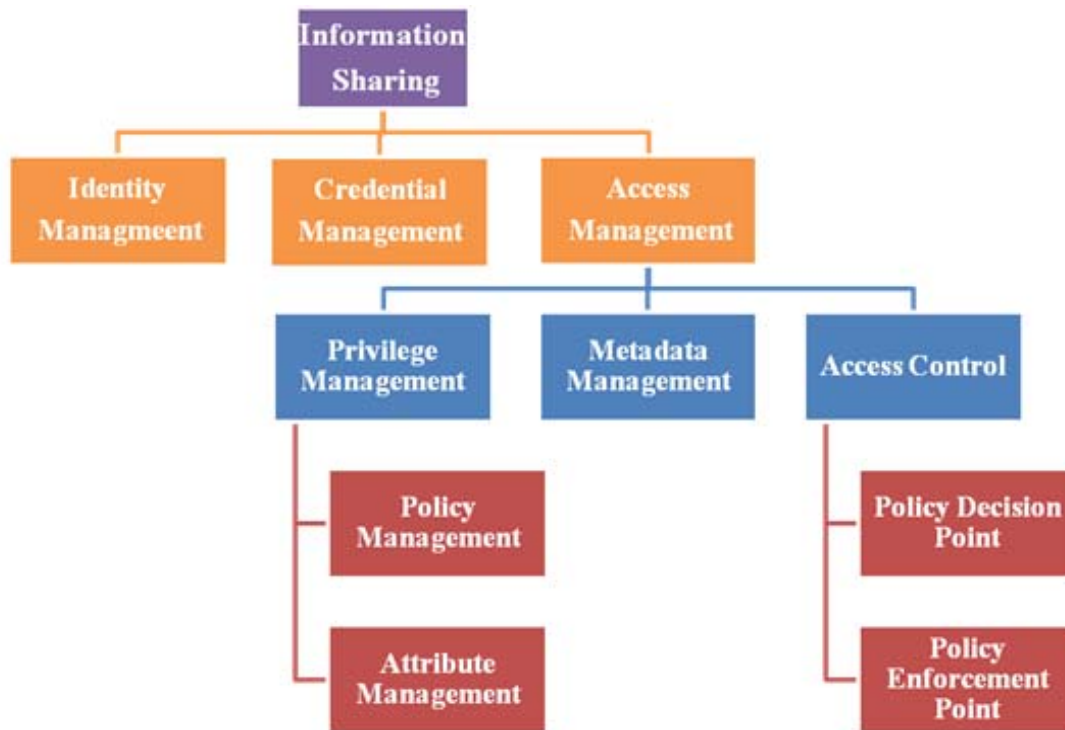 Information
Sharing
Identity
Managmeent
Credential
Management
Access
Management
Privilege
Management
Metadata
Management
Access Control
Policy
Management
Policy Decision
Point
Attribute
Management
Policy
Enforcement
Point